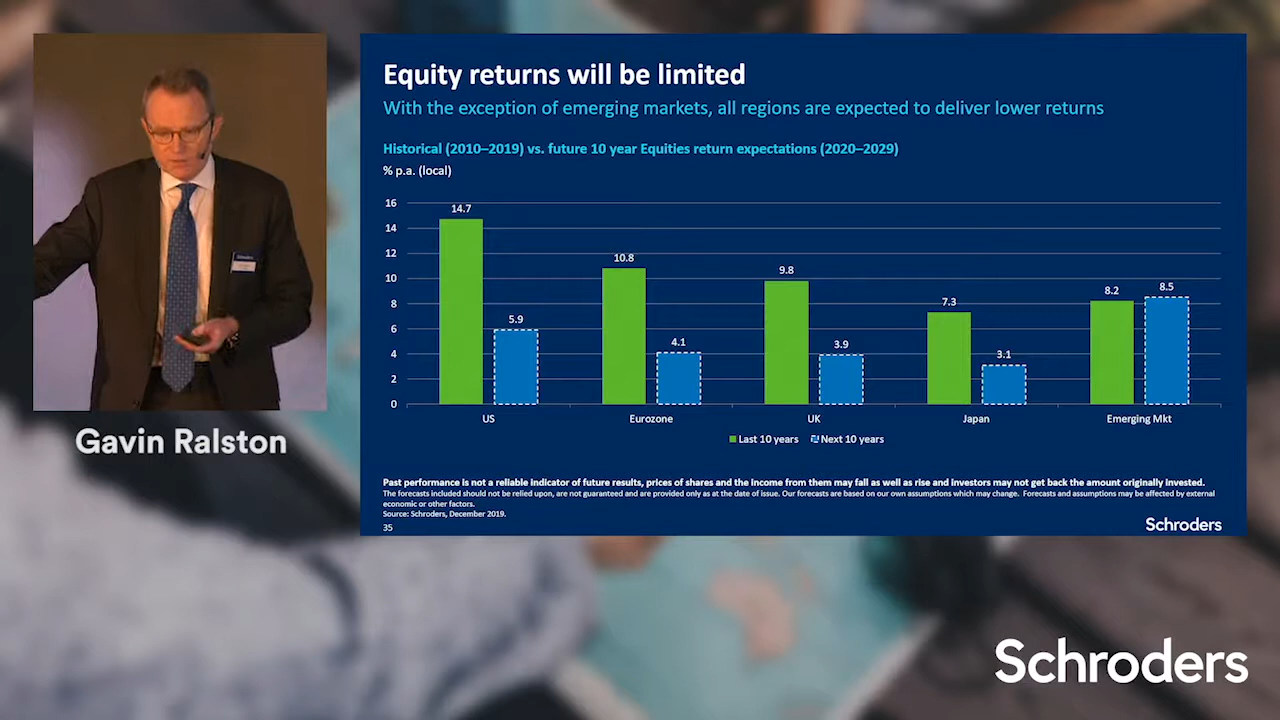 Equity returns will be limited
With the exception of emerging markets, all regions are expected to deliver lower returns
Historical (2010–2019) vs. future 10 year Equities return expectations (2020–2029)
% p.a. (local)
16
14
12
10
8
6
4
2
0
14.7
5.9
10.8
4.1
9.8
3.9
7.3
3.1
8.2
8.5
US
Eurozone
UK
Japan
Emerging Mkt
Last 10 years
Next 10 years
Past performance is not a reliable indicator of future results, prices of shares and the income from them may fall as well as rise and investors may not get back the amount originally invested.
The forecasts included should not be relied upon, are not guaranteed and are provided only as at the date of issue. Our forecasts are based on our own assumptions which may change. Forecasts and assumptions may be affected by external
economic or other factors.
Source: Schroders, December 2019.
35
Schroders
Gavin Ralston
Schroders